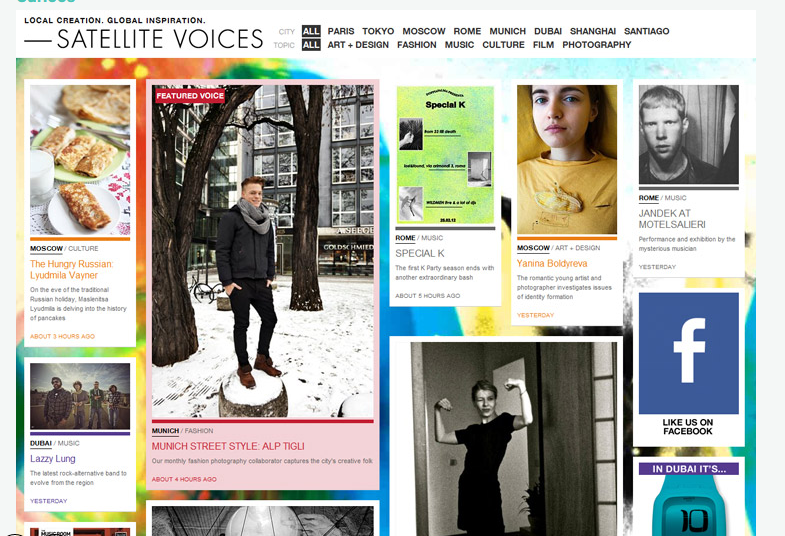 LOCAL CREATION. GLOBAL INSPIRATION.
— SATELLITE VOICES
CITY ALL PARIS TOKYO MOSCOW ROME MUNICH DUBAI SHANGHAI SANTIAGO
TOPIC ALL ART + DESIGN FASHION MUSIC CULTURE FILM PHOTOGRAPHY
MOSCOW / CULTURE
The Hungry Russian:
Lyudmila Vayner
On the eve of the traditional
Russian holiday, Maslenitsa
Lyudmila is delving into the history
of pancakes
ABOUT 3 HOURS AGO
DUBAI / MUSIC
Lazzy Lung
The latest rock-alternative band to
evolve from the region
YESTERDAY
MUSICROOM
FEATURED VOICE
GOLDSCHMIED
MUNICH / FASHION
MUNICH STREET STYLE: ALP TIGLI
Our monthly fashion photography collaborator captures the city's creative folk
ABOUT 4 HOURS AGO
Special K
from 22 till death
ROME / MUSIC
SPECIAL K
The first K Party season ends with
another extraordinary bash
ABOUT 5 HOURS AGO
MOSCOW / ART + DESIGN
Yanina Boldyreva
The romantic young artist and
photographer investigates issues
of identity formation
YESTERDAY
ROME / MUSIC
JANDEK AT
MOTELSALIERI
Performance and exhibition by the
mysterious musician
YESTERDAY
f
LIKE US ON
FACEBOOK
IN DUBAI IT'S...
10